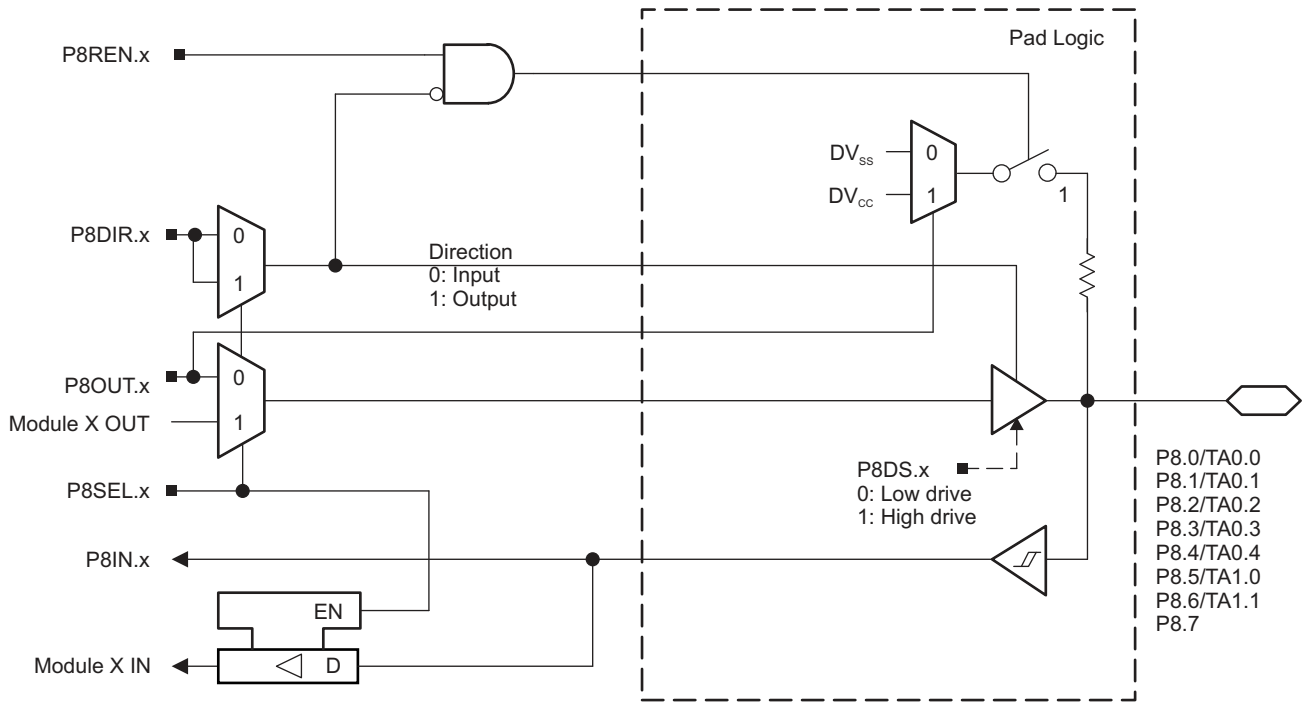 Pad Logic
P8REN.x
DVSS
0
DVCC
1
1
P8DIR.x
0
1
Direction
0: Input
1: Output
P8OUT.x
0
Module X OUT
1
P8SEL.x
P8DS.x
0: Low drive
1: High drive
P8.0/TA0.0
P8.1/TA0.1
P8.2/TA0.2
P8.3/TA0.3
P8.4/TA0.4
P8.5/TA1.0
P8.6/TA1.1
P8.7
P8IN.x
EN
Module X IN
D